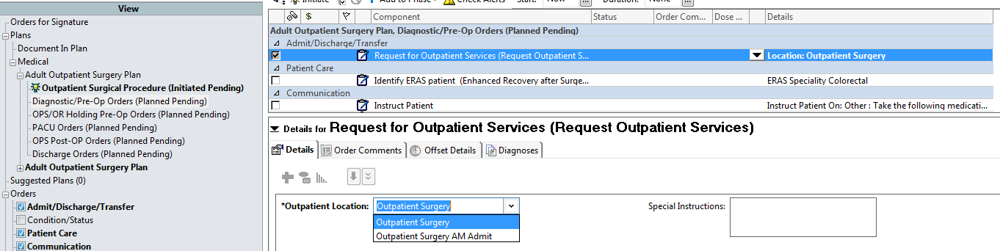 View
Orders for Signature
Plans
Document In Plan
Medical
Adult Outpatient Surgery Plan
Outpatient Surgical Procedure (Initiated Pending)
Diagnostic/Pre-Op Orders (Planned Pending)
OPS/OR Holding Pre-Op Orders (Planned Pending)
PACU Orders (Planned Pending)
OPS Post-OP Orders (Planned Pending)
Discharge Orders (Planned Pending)
Adult Outpatient Surgery Plan
Suggested Plans (0)
Orders
Admit/Discharge/Transfer
Condition/Status
Patient Care
Communication
Initiate Add to Phase Check Alerts Start: Now ... Duration: None ...
$ Component Status Order Com... Dose ... Details
Adult Outpatient Surgery Plan, Diagnostic/Pre-Op Orders (Planned Pending)
Admit/Discharge/Transfer
Request for Outpatient Services (Request Outpatient S... Location: Outpatient Surgery
Patient Care
Identify ERAS patient (Enhanced Recovery after Surge... ERAS Speciality Colorectal
Communication
Instruct Patient Instruct Patient On: Other : Take the following medicati...
Details for Request for Outpatient Services (Request Outpatient Services)
Details Order Comments Offset Details Diagnoses
*Outpatient Location: Outpatient Surgery Special Instructions:
Outpatient Surgery
Outpatient Surgery AM Admit